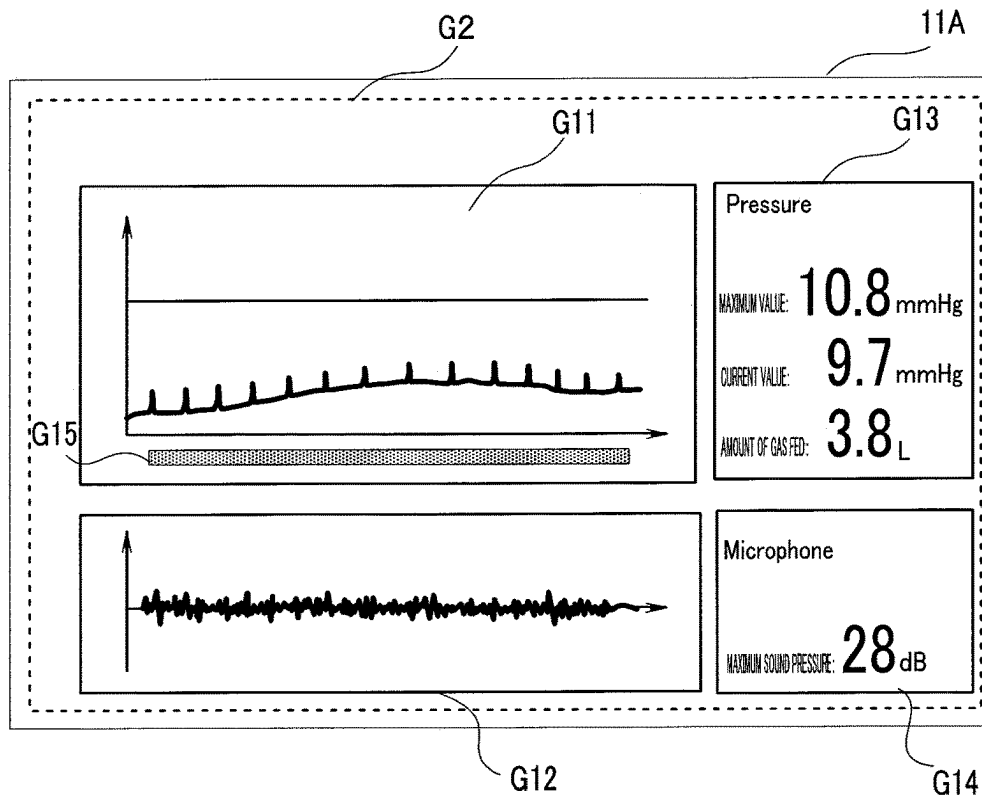 G2
11A
G11
G13
Pressure
MAXIMUM VALUE: 10.8 mmHg
CURRENT VALUE: 9.7 mmHg
AMOUNT OF GAS FED: 3.8 L
G15
Microphone
MAXIMUM SOUND PRESSURE: 28 dB
G12
G14